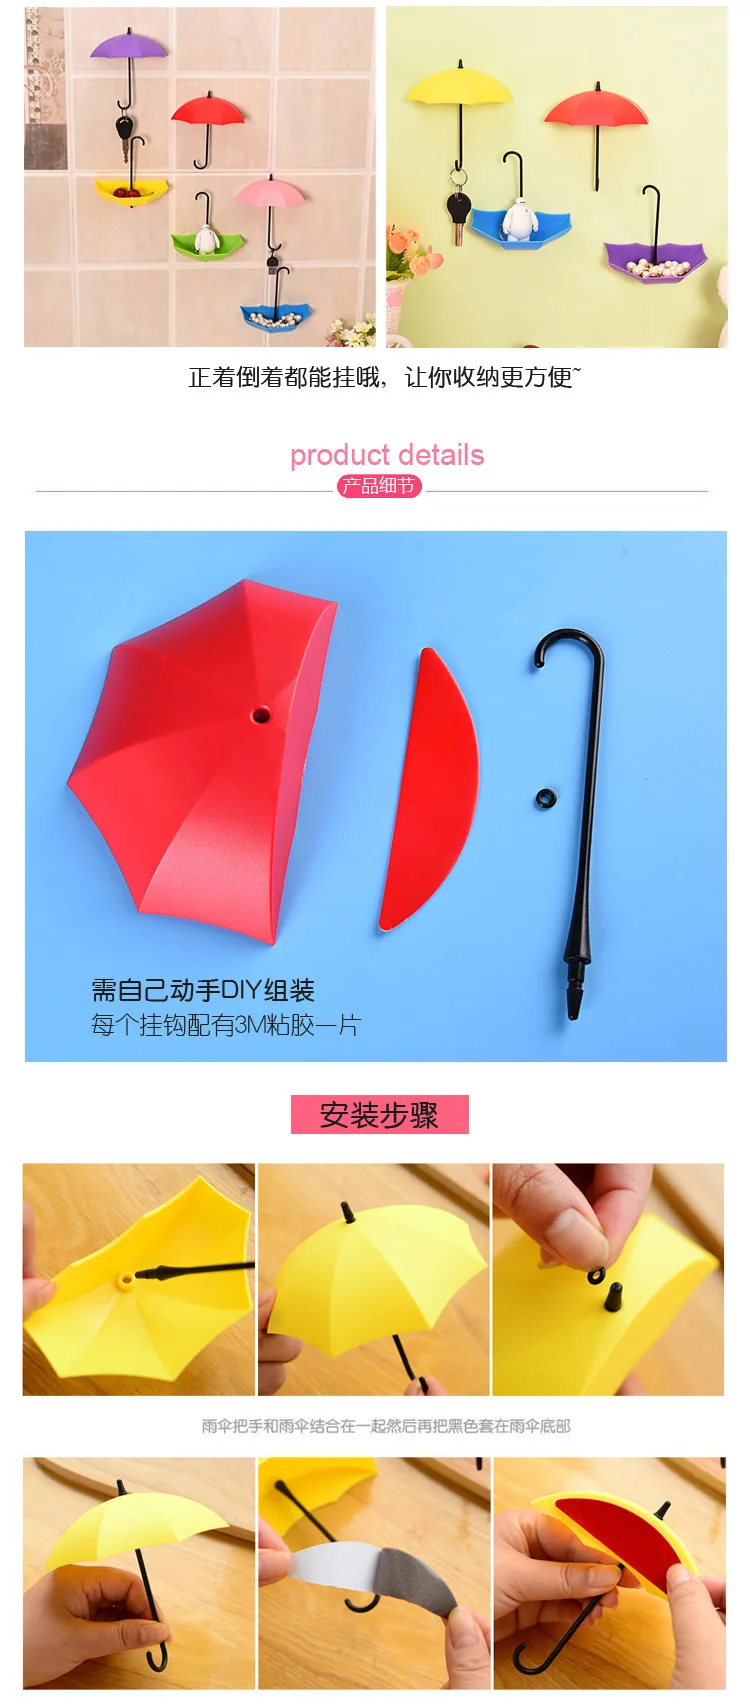 正着倒着都能挂哦，让你收纳更方便~
product details
产品细节
需自己动手DIY组装
每个挂钩配有3M粘胶一片
安装步骤
雨伞把手和雨伞结合在一起然后再把黑色套在雨伞底部